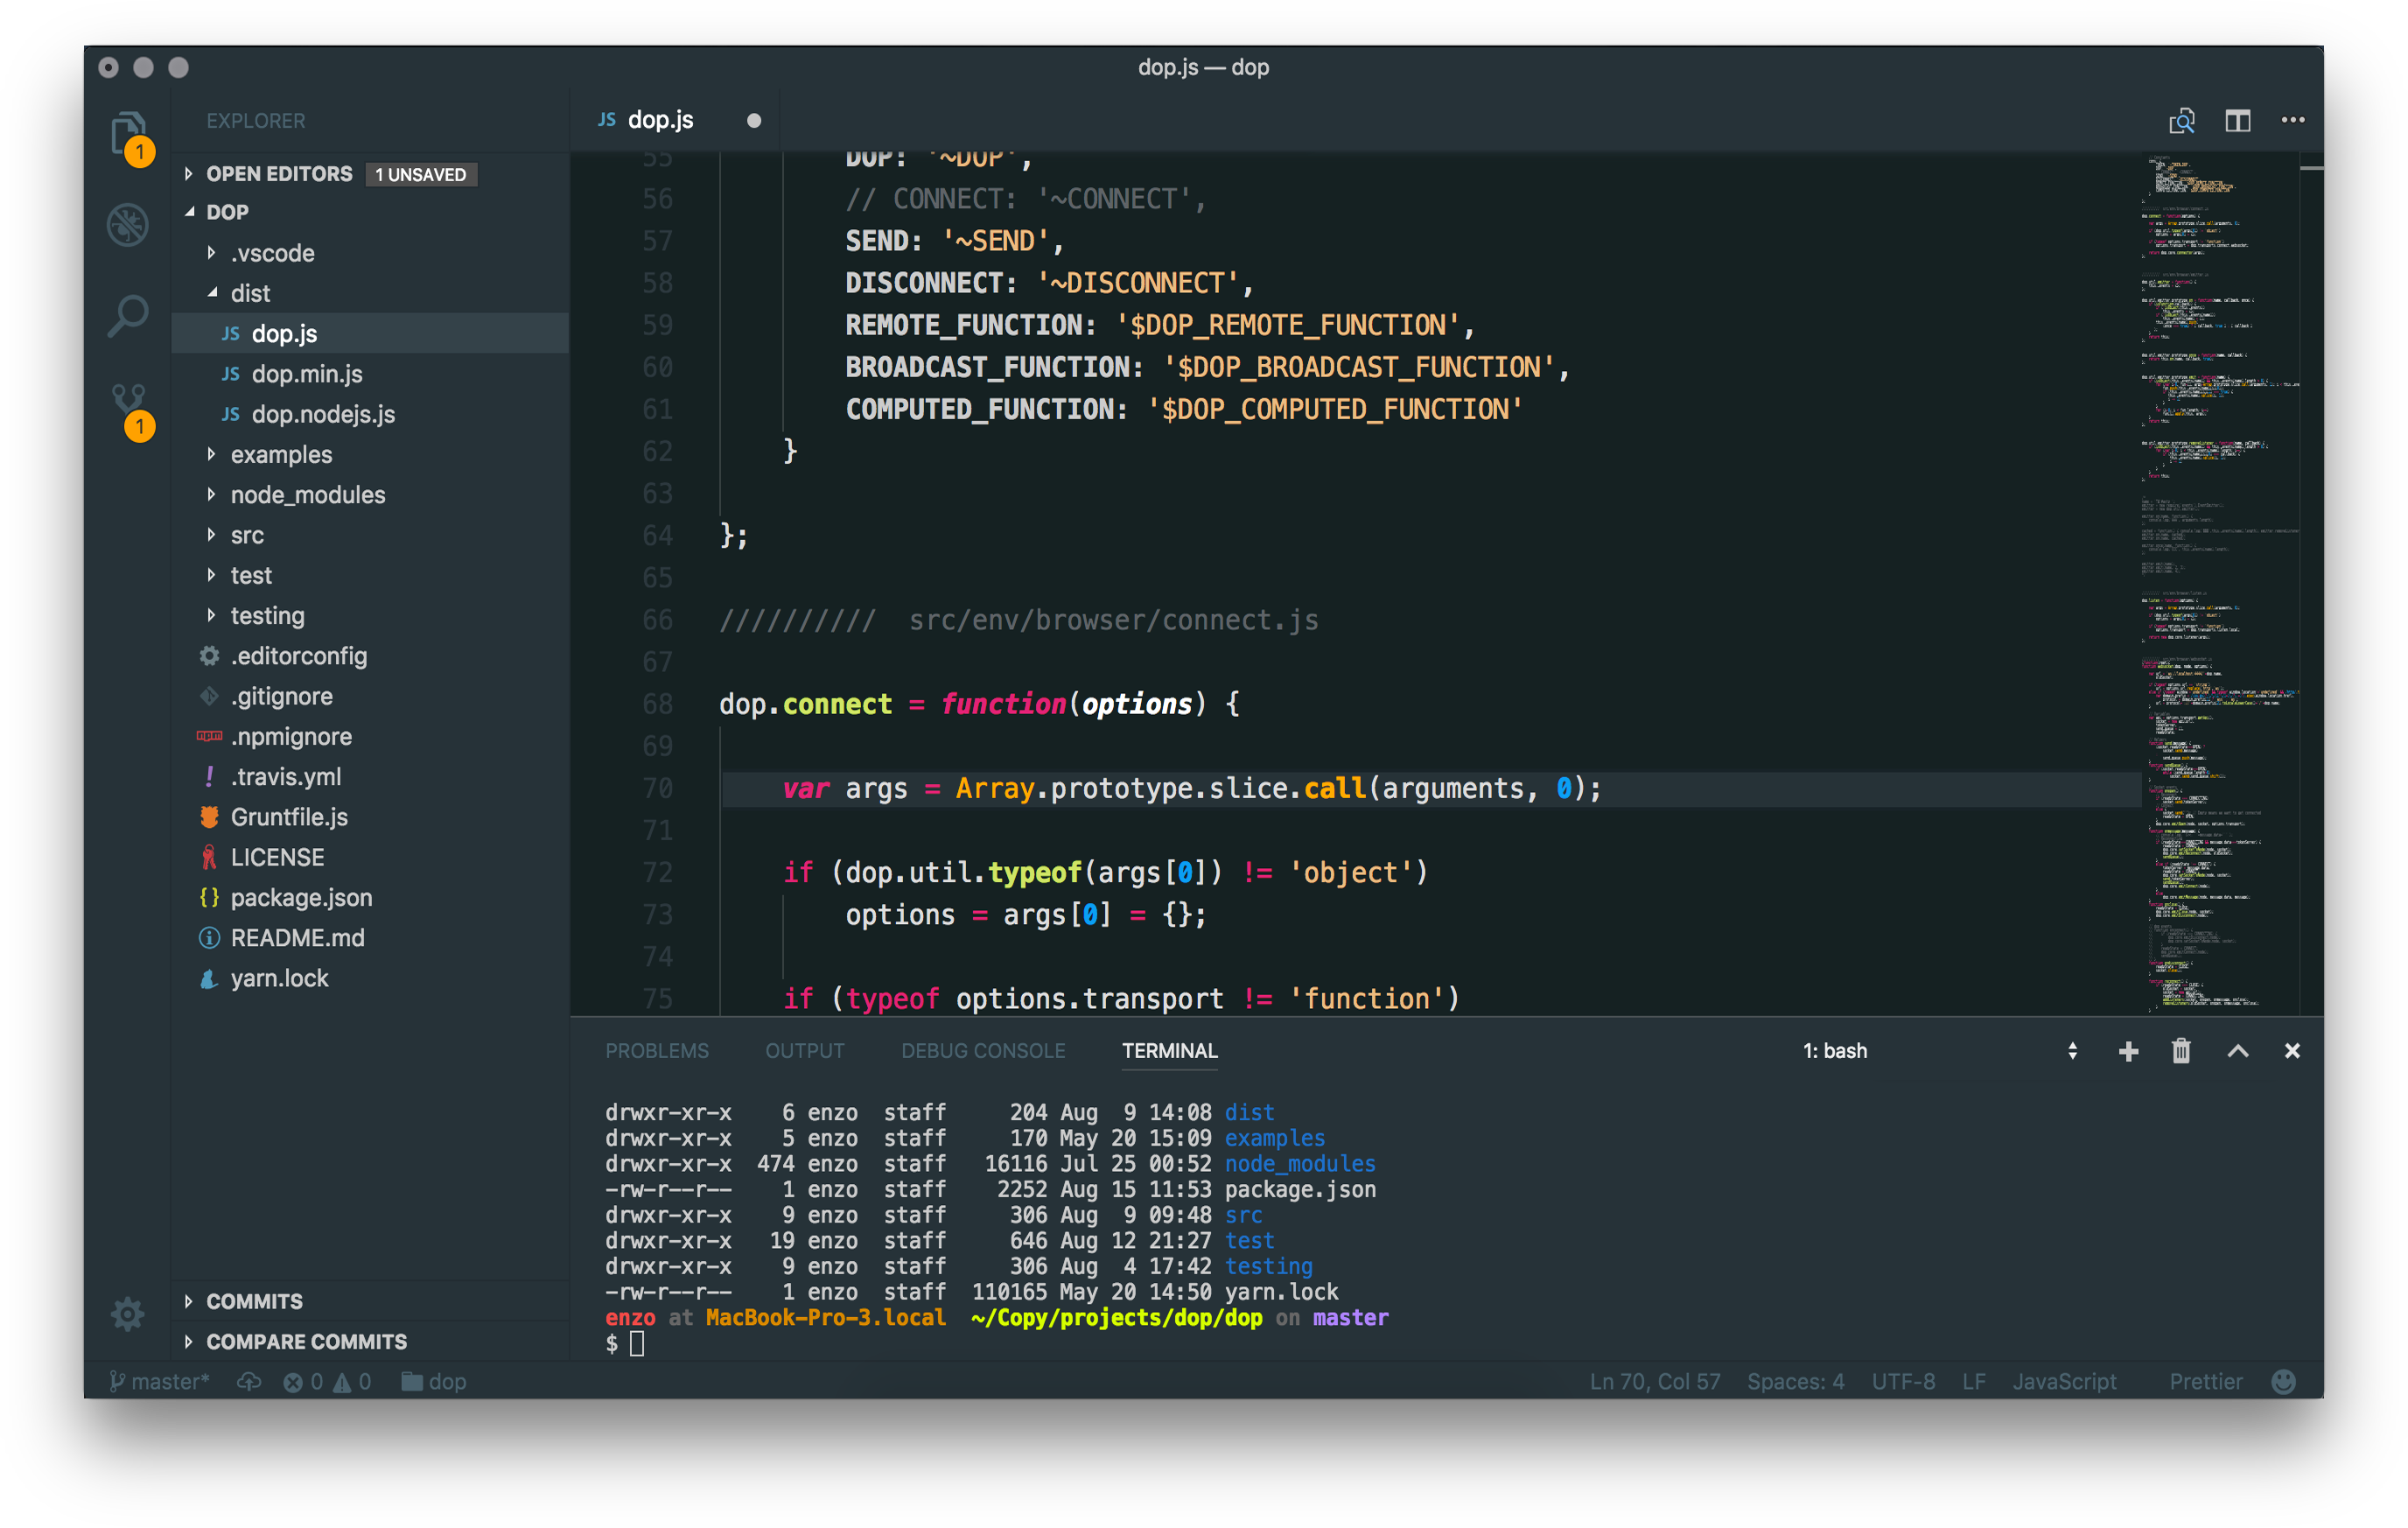 dop.js — dop
1
1
EXPLORER
OPEN EDITORS 1 UNSAVED
DOP
.vscode
dist
JS dop.js
JS dop.min.js
JS dop.nodejs.js
examples
node_modules
src
test
testing
.editorconfig
.gitignore
.npmignore
! .travis.yml
Gruntfile.js
LICENSE
{} package.json
README.md
yarn.lock
COMMITS
COMPARE COMMITS
JS dop.js
55 DOP: '~DOP',
56 // CONNECT: '~CONNECT',
57 SEND: '~SEND',
58 DISCONNECT: '~DISCONNECT',
59 REMOTE_FUNCTION: '$DOP_REMOTE_FUNCTION',
60 BROADCAST_FUNCTION: '$DOP_BROADCAST_FUNCTION',
61 COMPUTED_FUNCTION: '$DOP_COMPUTED_FUNCTION'
62 }
63
64 };
65
66 ////////// src/env/browser/connect.js
67
68 dop.connect = function(options) {
69
70 var args = Array.prototype.slice.call(arguments, 0);
71
72 if (dop.util.typeof(args[0]) != 'object')
73 options = args[0] = {};
74
75 if (typeof options.transport != 'function')
PROBLEMS OUTPUT DEBUG CONSOLE TERMINAL 1: bash
drwxr-xr-x 6 enzo staff 204 Aug 9 14:08 dist
drwxr-xr-x 5 enzo staff 170 May 20 15:09 examples
drwxr-xr-x 474 enzo staff 16116 Jul 25 00:52 node_modules
-rw-r--r-- 1 enzo staff 2252 Aug 15 11:53 package.json
drwxr-xr-x 9 enzo staff 306 Aug 9 09:48 src
drwxr-xr-x 19 enzo staff 646 Aug 12 21:27 test
drwxr-xr-x 9 enzo staff 306 Aug 4 17:42 testing
-rw-r--r-- 1 enzo staff 110165 May 20 14:50 yarn.lock
enzo at MacBook-Pro-3.local ~/Copy/projects/dop/dop on master
$
master* 0 0 dop Ln 70, Col 57 Spaces: 4 UTF-8 LF JavaScript Prettier